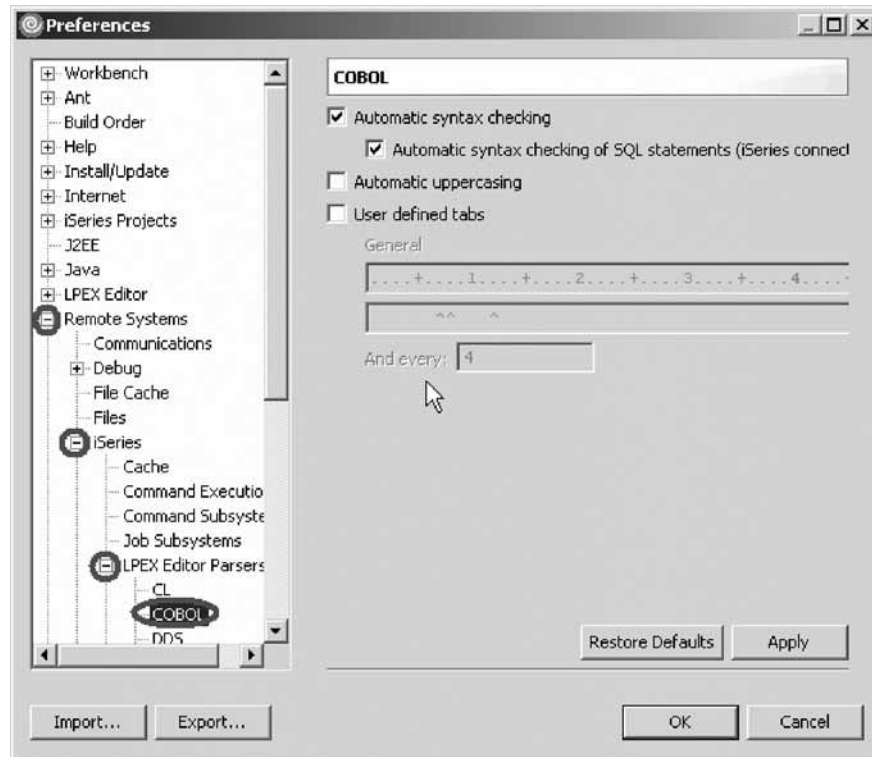 Preferences
Workbench
Ant
Build Order
Help
Install/Update
Internet
iSeries Projects
J2EE
Java
LPEX Editor
Remote Systems
Communications
Debug
File Cache
Files
iSeries
Cache
Command Executio
Command Subsyste
Job Subsystems
LPEX Editor Parsers
CL
COBOL
DDS
Import...
Export...
COBOL
Automatic syntax checking
Automatic syntax checking of SQL statements (iSeries connect
Automatic uppercasing
User defined tabs
General
....+....1....+....2....+....3....+....4....-
^^ ^
And every: 4
Restore Defaults
Apply
OK
Cancel